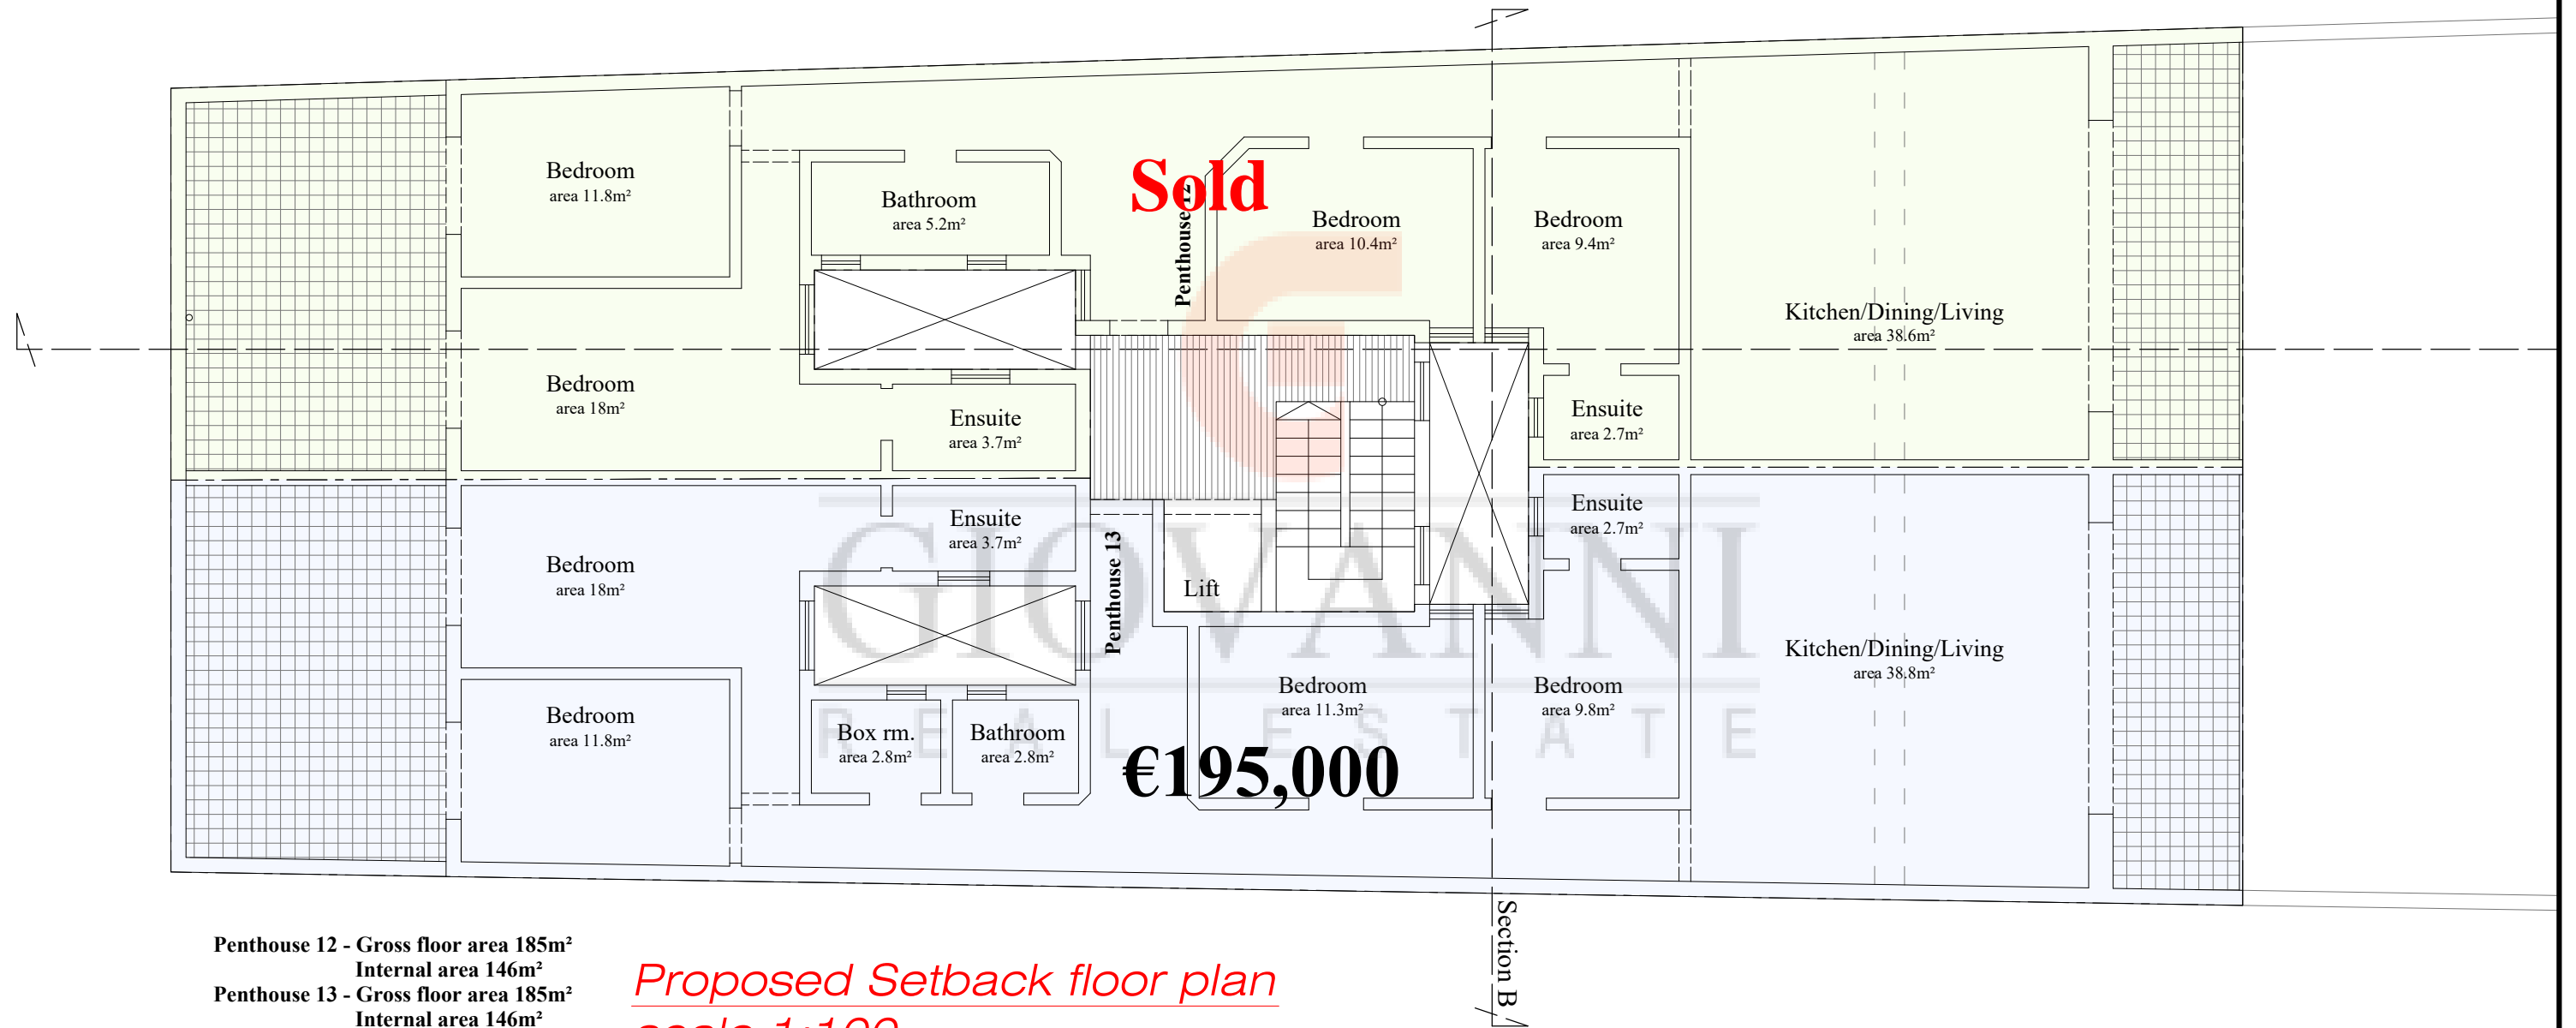 Bedroom
area 11.8m²
Bathroom
area 5.2m²
Sold
Penthouse 12
Bedroom
area 10.4m²
Bedroom
area 9.4m²
Kitchen/Dining/Living
area 38.6m²
Bedroom
area 18m²
Ensuite
area 3.7m²
Ensuite
area 2.7m²
Ensuite
area 3.7m²
Ensuite
area 2.7m²
Bedroom
area 18m²
Penthouse 13
Lift
GIOVANNI
REAL ESTATE
Kitchen/Dining/Living
area 38.8m²
Bedroom
area 11.8m²
Box rm.
area 2.8m²
Bathroom
area 2.8m²
Bedroom
area 11.3m²
Bedroom
area 9.8m²
€195,000
Section B
Penthouse 12 - Gross floor area 185m²
Internal area 146m²
Penthouse 13 - Gross floor area 185m²
Internal area 146m²
Proposed Setback floor plan
scale 1:100